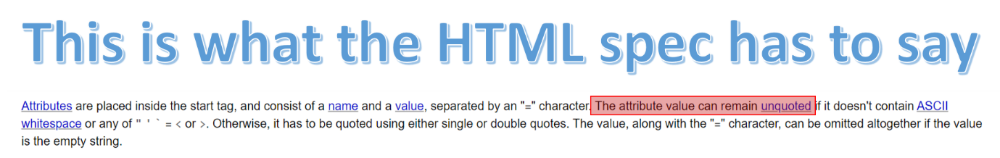 This is what the HTML spec has to say
Attributes are placed inside the start tag, and consist of a name and a value, separated by an "=" character. The attribute value can remain unquoted if it doesn't contain ASCII
whitespace or any of " ' ` = < or >. Otherwise, it has to be quoted using either single or double quotes. The value, along with the "=" character, can be omitted altogether if the value
is the empty string.